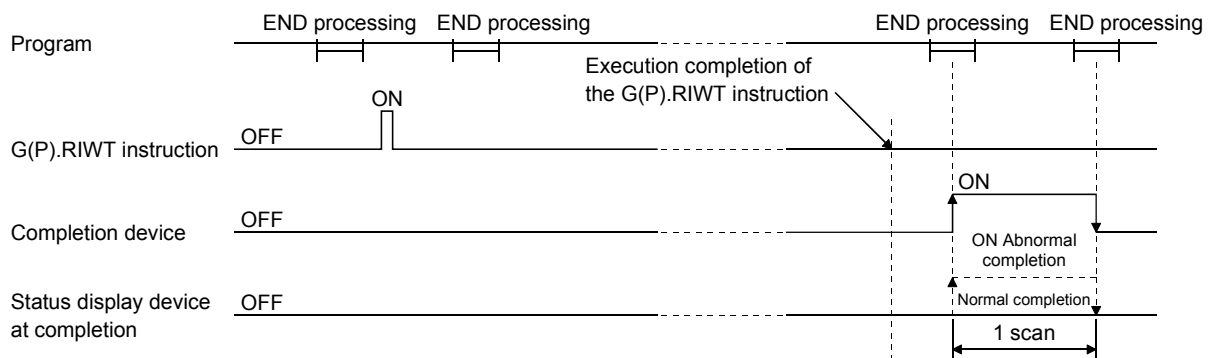 END processing END processing END processing END processing
Program
Execution completion of
the G(P).RIWT instruction
ON
OFF
G(P).RIWT instruction
ON
OFF
Completion device
ON Abnormal
completion
OFF
Status display device
at completion
Normal completion
1 scan